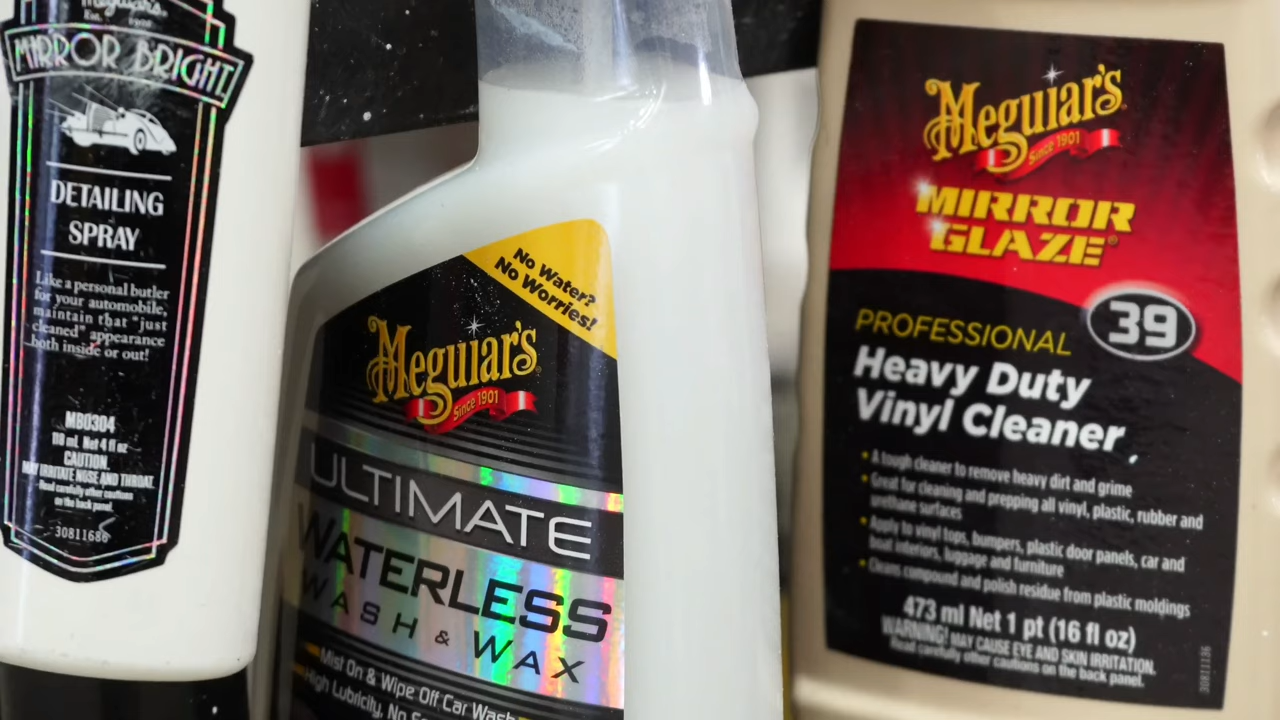 Meguiar's
MIRROR BRIGHT
DETAILING
SPRAY
Like a personal butler
for your automobile,
maintain that "just
cleaned" appearance
both inside or out!
MB0304
118 mL Net 4 fl oz
CAUTION.
MAY IRRITATE NOSE AND THROAT.
Read carefully other cautions
on the back panel.
30811686
No Water?
No Worries!
Meguiar's
Since 1901
ULTIMATE
WATERLESS
WASH & WAX
Mist On & Wipe Off Car Wash
High Lubricity, No
Meguiar's
Since 1901
MIRROR
GLAZE®
PROFESSIONAL
39
Heavy Duty
Vinyl Cleaner
• A tough cleaner to remove heavy dirt and grime
• Great for cleaning and prepping all vinyl, plastic, rubber and
urethane surfaces
• Apply to vinyl tops, bumpers, plastic door panels, car and
boat interiors, luggage and furniture
• Cleans compound and polish residue from plastic moldings
473 ml Net 1 pt (16 fl oz)
WARNING! MAY CAUSE EYE AND SKIN IRRITATION.
Read carefully other cautions on the back panel.